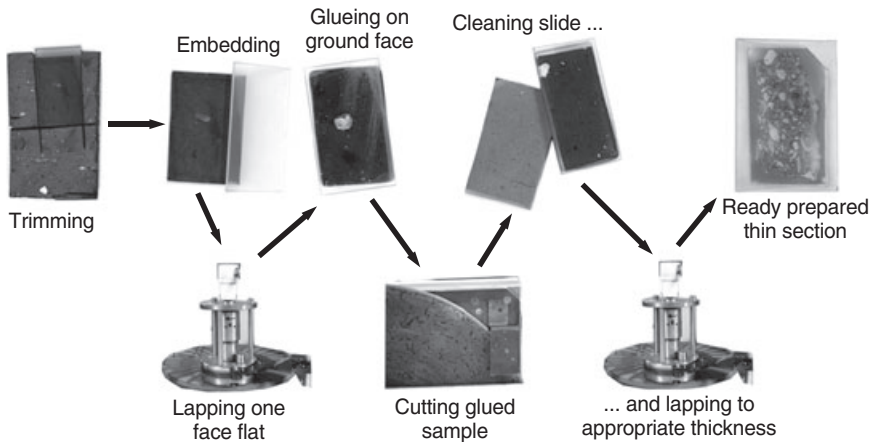 Trimming
Embedding
Lapping one
face flat
Glueing on
ground face
Cutting glued
sample
Cleaning slide ...
... and lapping to
appropriate thickness
Ready prepared
thin section